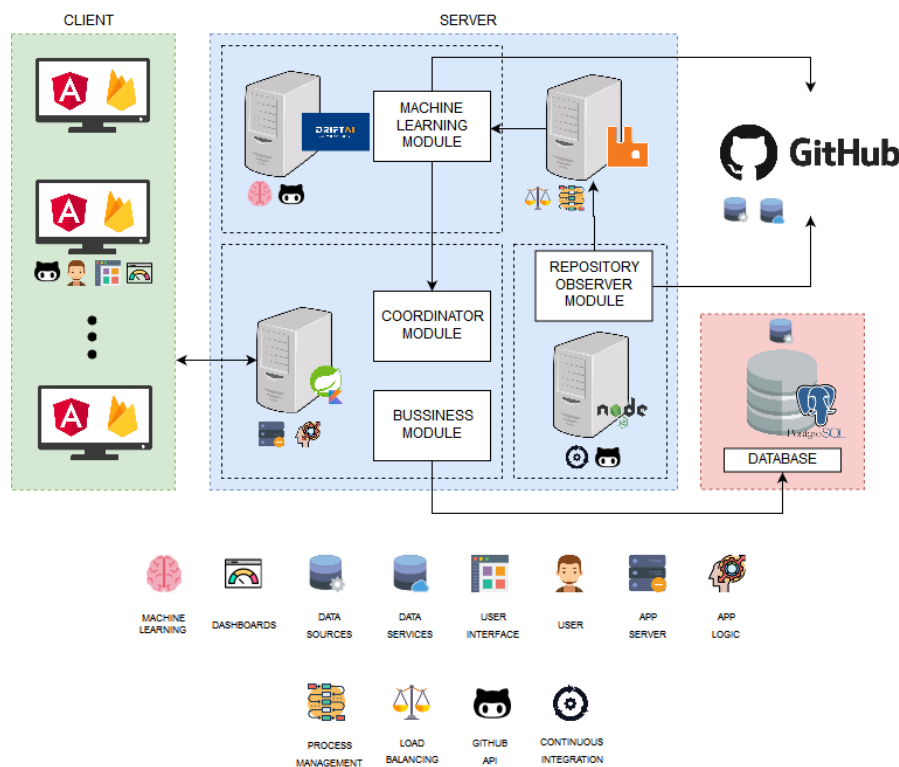 CLIENT
SERVER
MACHINE
LEARNING
MODULE
DRIFTAI
GitHub
REPOSITORY
OBSERVER
MODULE
COORDINATOR
MODULE
BUSSINESS
MODULE
node
JS
PostgreSQL
DATABASE
MACHINE
LEARNING
DASHBOARDS
DATA
SOURCES
DATA
SERVICES
USER
INTERFACE
USER
APP
SERVER
APP
LOGIC
PROCESS
MANAGEMENT
LOAD
BALANCING
GITHUB
API
CONTINUOUS
INTEGRATION